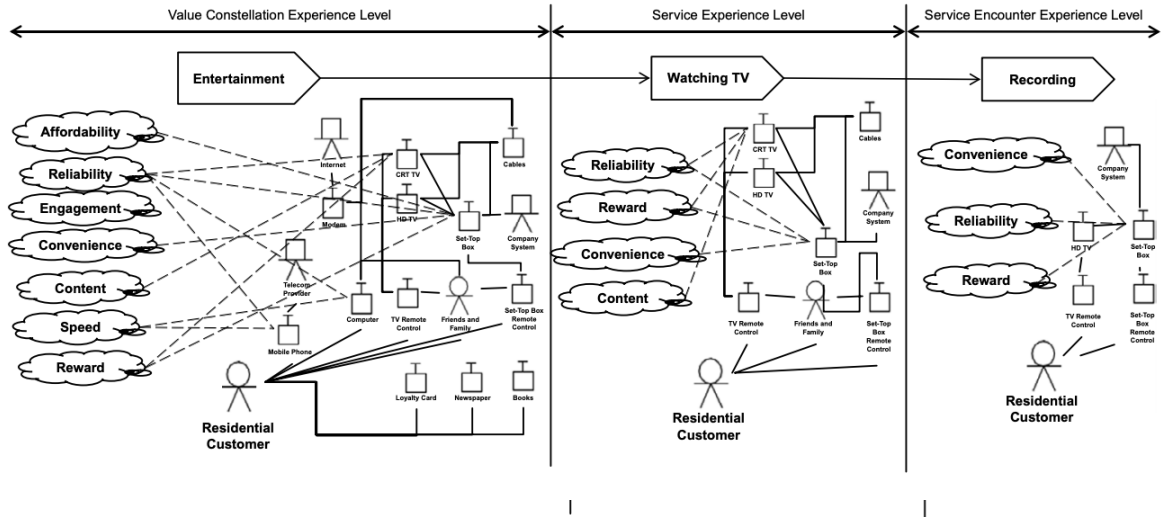 Value Constellation Experience Level
Service Experience Level
Service Encounter Experience Level
Entertainment
Watching TV
Recording
Affordability
Reliability
Engagement
Convenience
Content
Speed
Reward
Internet
CRT TV
Cables
Modem
HD TV
Set-Top
Box
Company
System
Telecom
Provider
Computer
TV Remote
Control
Friends and
Family
Set-Top Box
Remote
Control
Mobile Phone
Loyalty Card
Newspaper
Books
Residential
Customer
Reliability
Reward
Convenience
Content
CRT TV
Cables
HD TV
Company
System
Set-Top
Box
TV Remote
Control
Friends and
Family
Set-Top
Box
Remote
Control
Residential
Customer
Convenience
Reliability
Reward
Company
System
HD TV
Set-Top
Box
TV Remote
Control
Set-Top
Box
Remote
Control
Residential
Customer